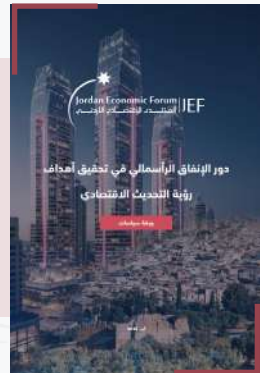 Jordan Economic Forum JEF
المنتدى الاقتصادي الأردني
دور الإنفاق الرأسمالي في تحقيق أهداف
رؤية التحديث الاقتصادي
ورقة سياسات